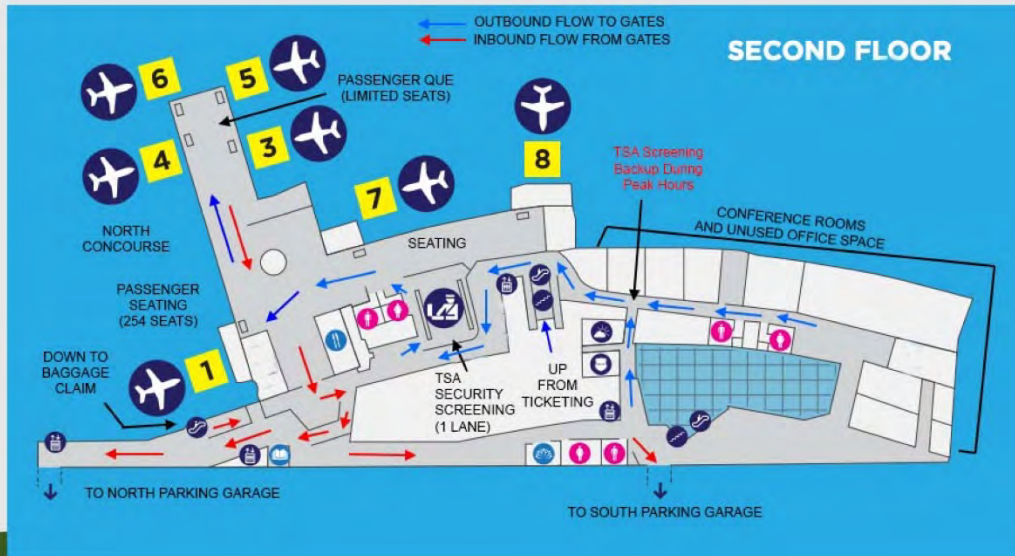 OUTBOUND FLOW TO GATES
INBOUND FLOW FROM GATES
SECOND FLOOR
6
5
PASSENGER QUE
(LIMITED SEATS)
4
3
7
8
TSA Screening
Backup During
Peak Hours
CONFERENCE ROOMS
AND UNUSED OFFICE SPACE
NORTH
CONCOURSE
SEATING
PASSENGER
SEATING
(254 SEATS)
DOWN TO
BAGGAGE
CLAIM
1
TSA
SECURITY
SCREENING
(1 LANE)
UP
FROM
TICKETING
TO NORTH PARKING GARAGE
TO SOUTH PARKING GARAGE